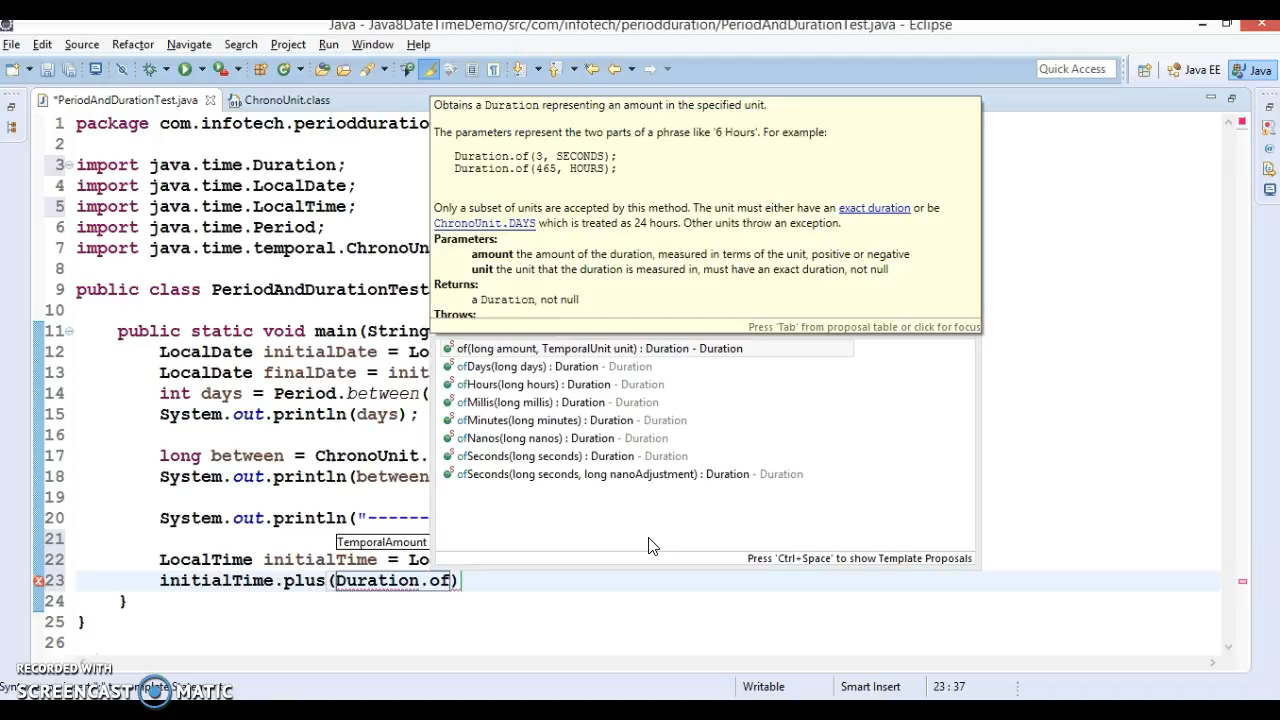 Java - Java8DateTimeDemo/src/com/infotech/periodduration/PeriodAndDurationTest.java - Eclipse
File Edit Source Refactor Navigate Search Project Run Window Help
Quick Access
Java EE
Java
*PeriodAndDurationTest.java
ChronoUnit.class
1 package com.infotech.perioddurati
2
3 import java.time.Duration;
4 import java.time.LocalDate;
5 import java.time.LocalTime;
6 import java.time.Period;
7 import java.time.temporal.ChronoUn
8
9 public class PeriodAndDurationTest
10
11 public static void main(String
12 LocalDate initialDate = Lo
13 LocalDate finalDate = init
14 int days = Period.between(
15 System.out.println(days);
16
17 long between = ChronoUnit.
18 System.out.println(between
19
20 System.out.println("-------
21
TemporalAmount
22 LocalTime initialTime = Lo
23 initialTime.plus(Duration.of)
24 }
25 }
26
Obtains a Duration representing an amount in the specified unit.
The parameters represent the two parts of a phrase like '6 Hours'. For example:
Duration.of(3, SECONDS);
Duration.of(465, HOURS);
Only a subset of units are accepted by this method. The unit must either have an exact duration or be
ChronoUnit.DAYS which is treated as 24 hours. Other units throw an exception.
Parameters:
amount the amount of the duration, measured in terms of the unit, positive or negative
unit the unit that the duration is measured in, must have an exact duration, not null
Returns:
a Duration, not null
Throws:
Press 'Tab' from proposal table or click for focus
of(long amount, TemporalUnit unit) : Duration - Duration
ofDays(long days) : Duration - Duration
ofHours(long hours) : Duration - Duration
ofMillis(long millis) : Duration - Duration
ofMinutes(long minutes) : Duration - Duration
ofNanos(long nanos) : Duration - Duration
ofSeconds(long seconds) : Duration - Duration
ofSeconds(long seconds, long nanoAdjustment) : Duration - Duration
Press 'Ctrl+Space' to show Template Proposals
RECORDED WITH
SCREENCAST MATIC
Writable
Smart Insert
23 : 37